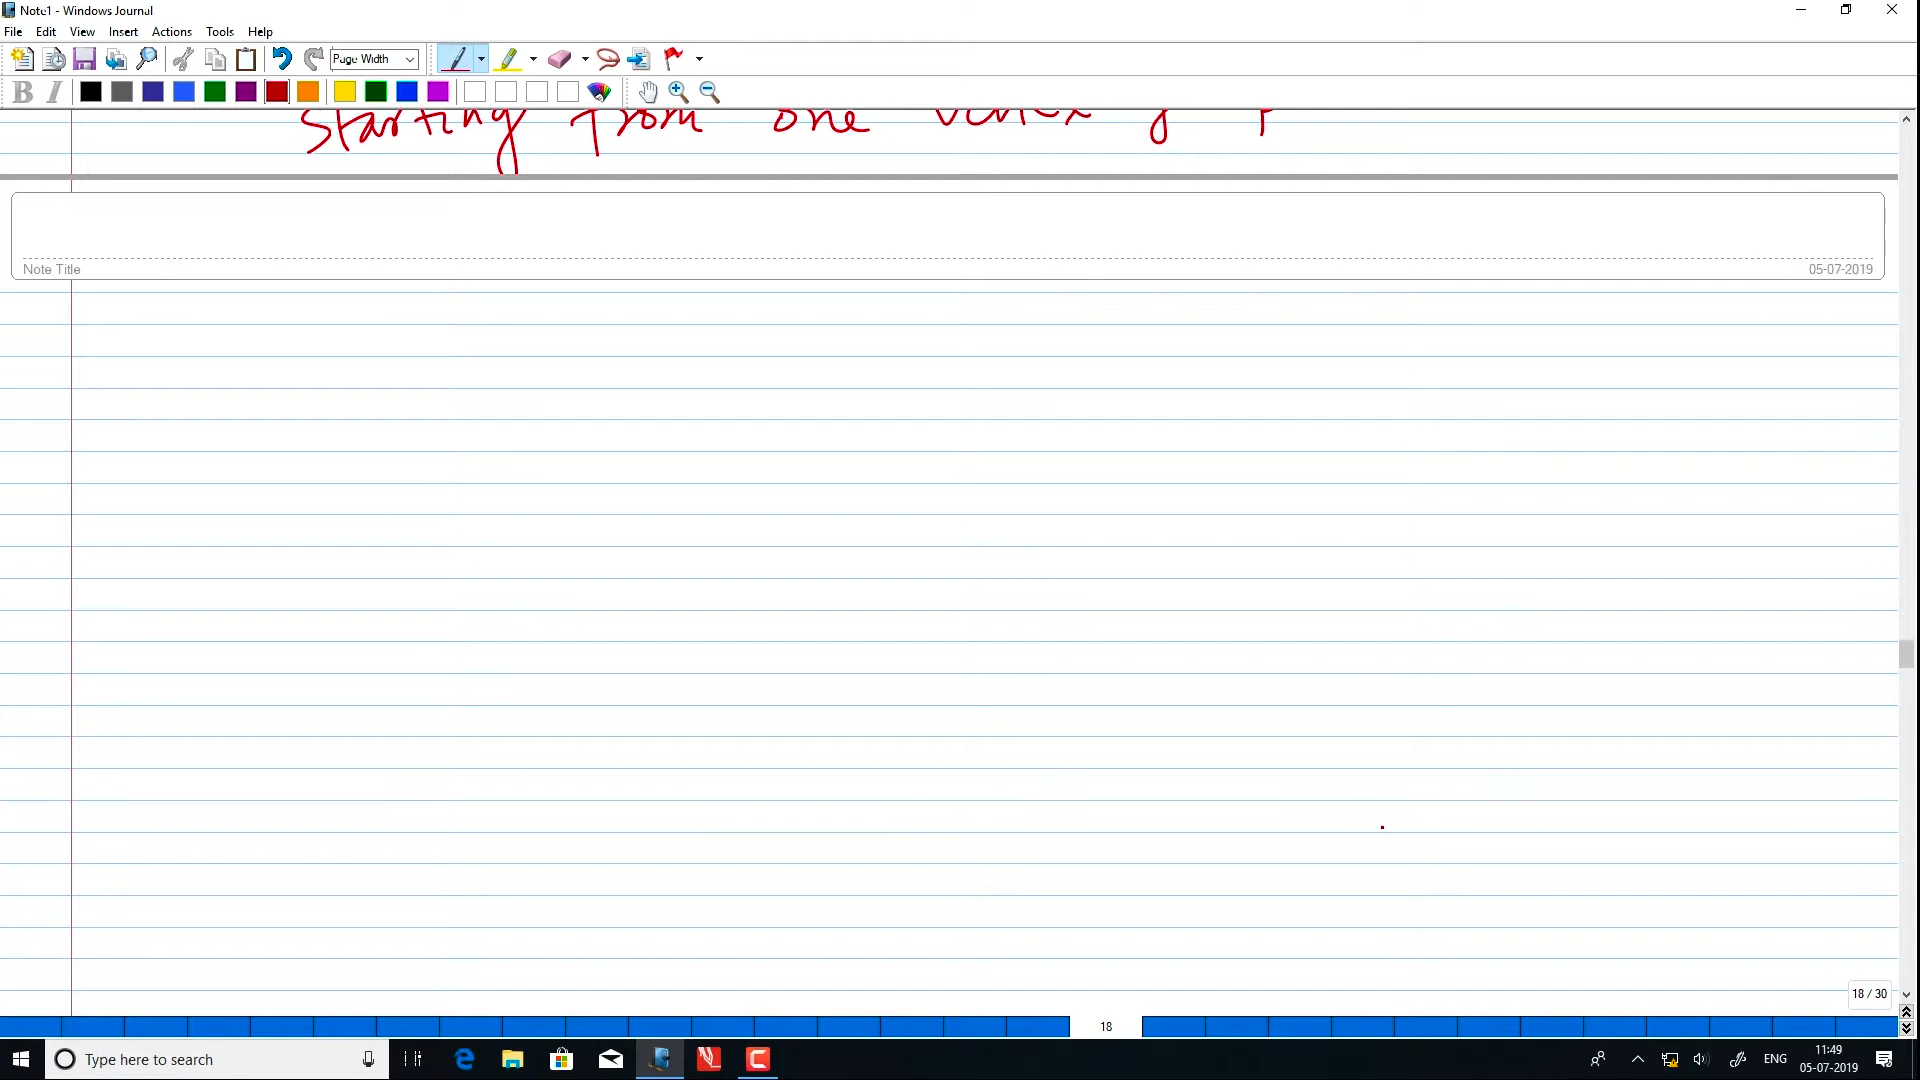 Note1 - Windows Journal
File Edit View Insert Actions Tools Help
Page Width
B I
Starting from one vertex
Note Title
05-07-2019
18 / 30
18
Type here to search
ENG
11:49
05-07-2019